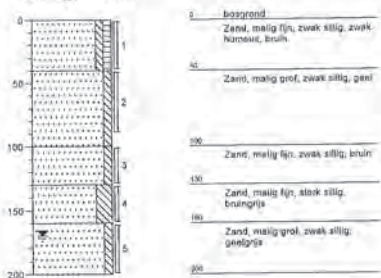 0
50
100
150
200
1
2
3
4
5
0
bosgrond
Zand, matig fijn, zwak siltig, zwak
humeus, bruin
40
Zand, matig grof, zwak siltig, geel
100
Zand, matig fijn, zwak siltig, bruin
130
Zand, matig fijn, sterk siltig,
bruingrijs
160
Zand, matig grof, zwak siltig,
geelgrijs
200